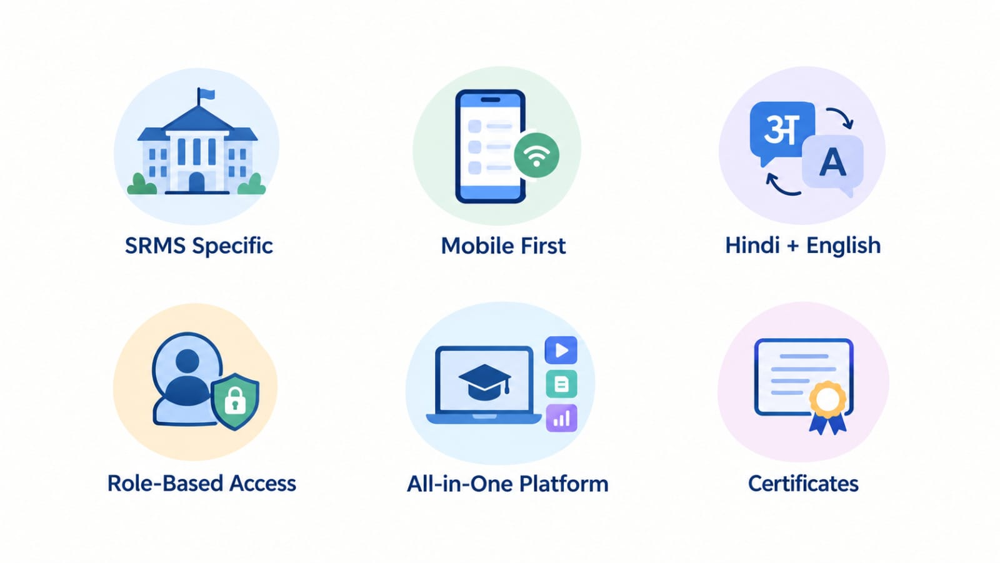 SRMS Specific
Mobile First
अ
A
Hindi + English
Role-Based Access
All-in-One Platform
Certificates